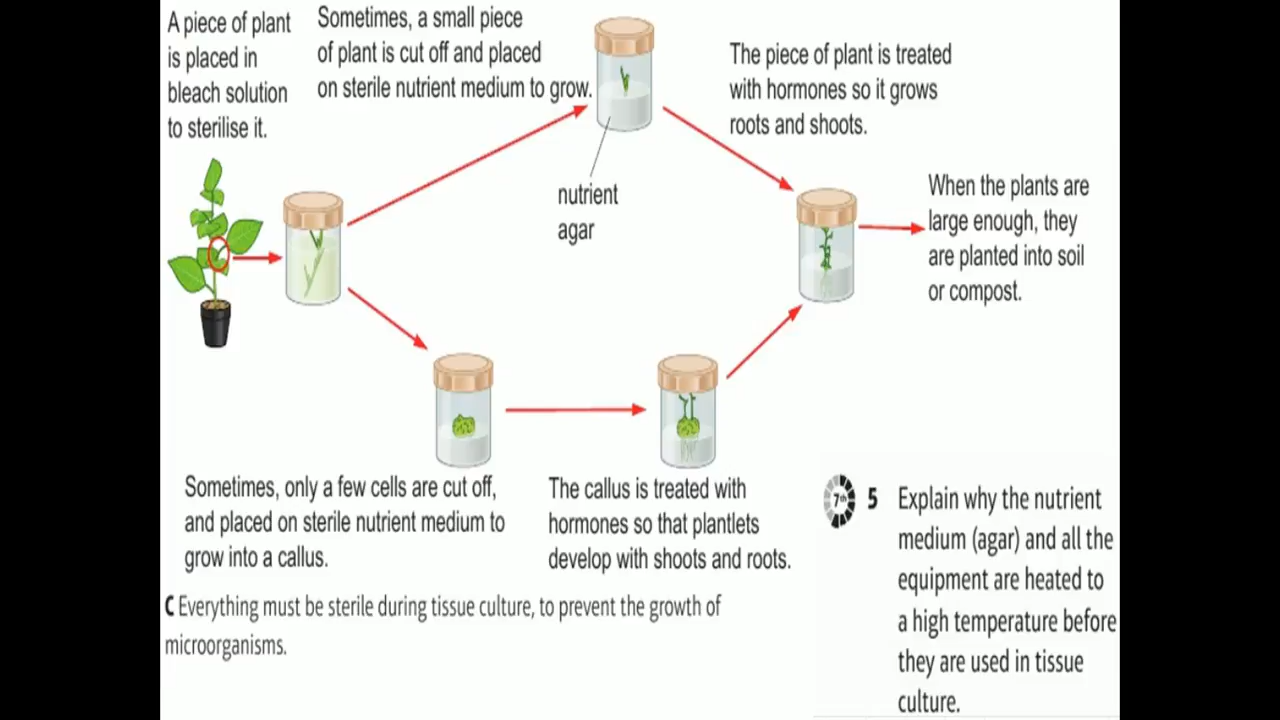 A piece of plant
is placed in
bleach solution
to sterilise it.
Sometimes, a small piece
of plant is cut off and placed
on sterile nutrient medium to grow.
The piece of plant is treated
with hormones so it grows
roots and shoots.
nutrient
agar
When the plants are
large enough, they
are planted into soil
or compost.
Sometimes, only a few cells are cut off,
and placed on sterile nutrient medium to
grow into a callus.
The callus is treated with
hormones so that plantlets
develop with shoots and roots.
C Everything must be sterile during tissue culture, to prevent the growth of
microorganisms.
7th
5 Explain why the nutrient
medium (agar) and all the
equipment are heated to
a high temperature before
they are used in tissue
culture.